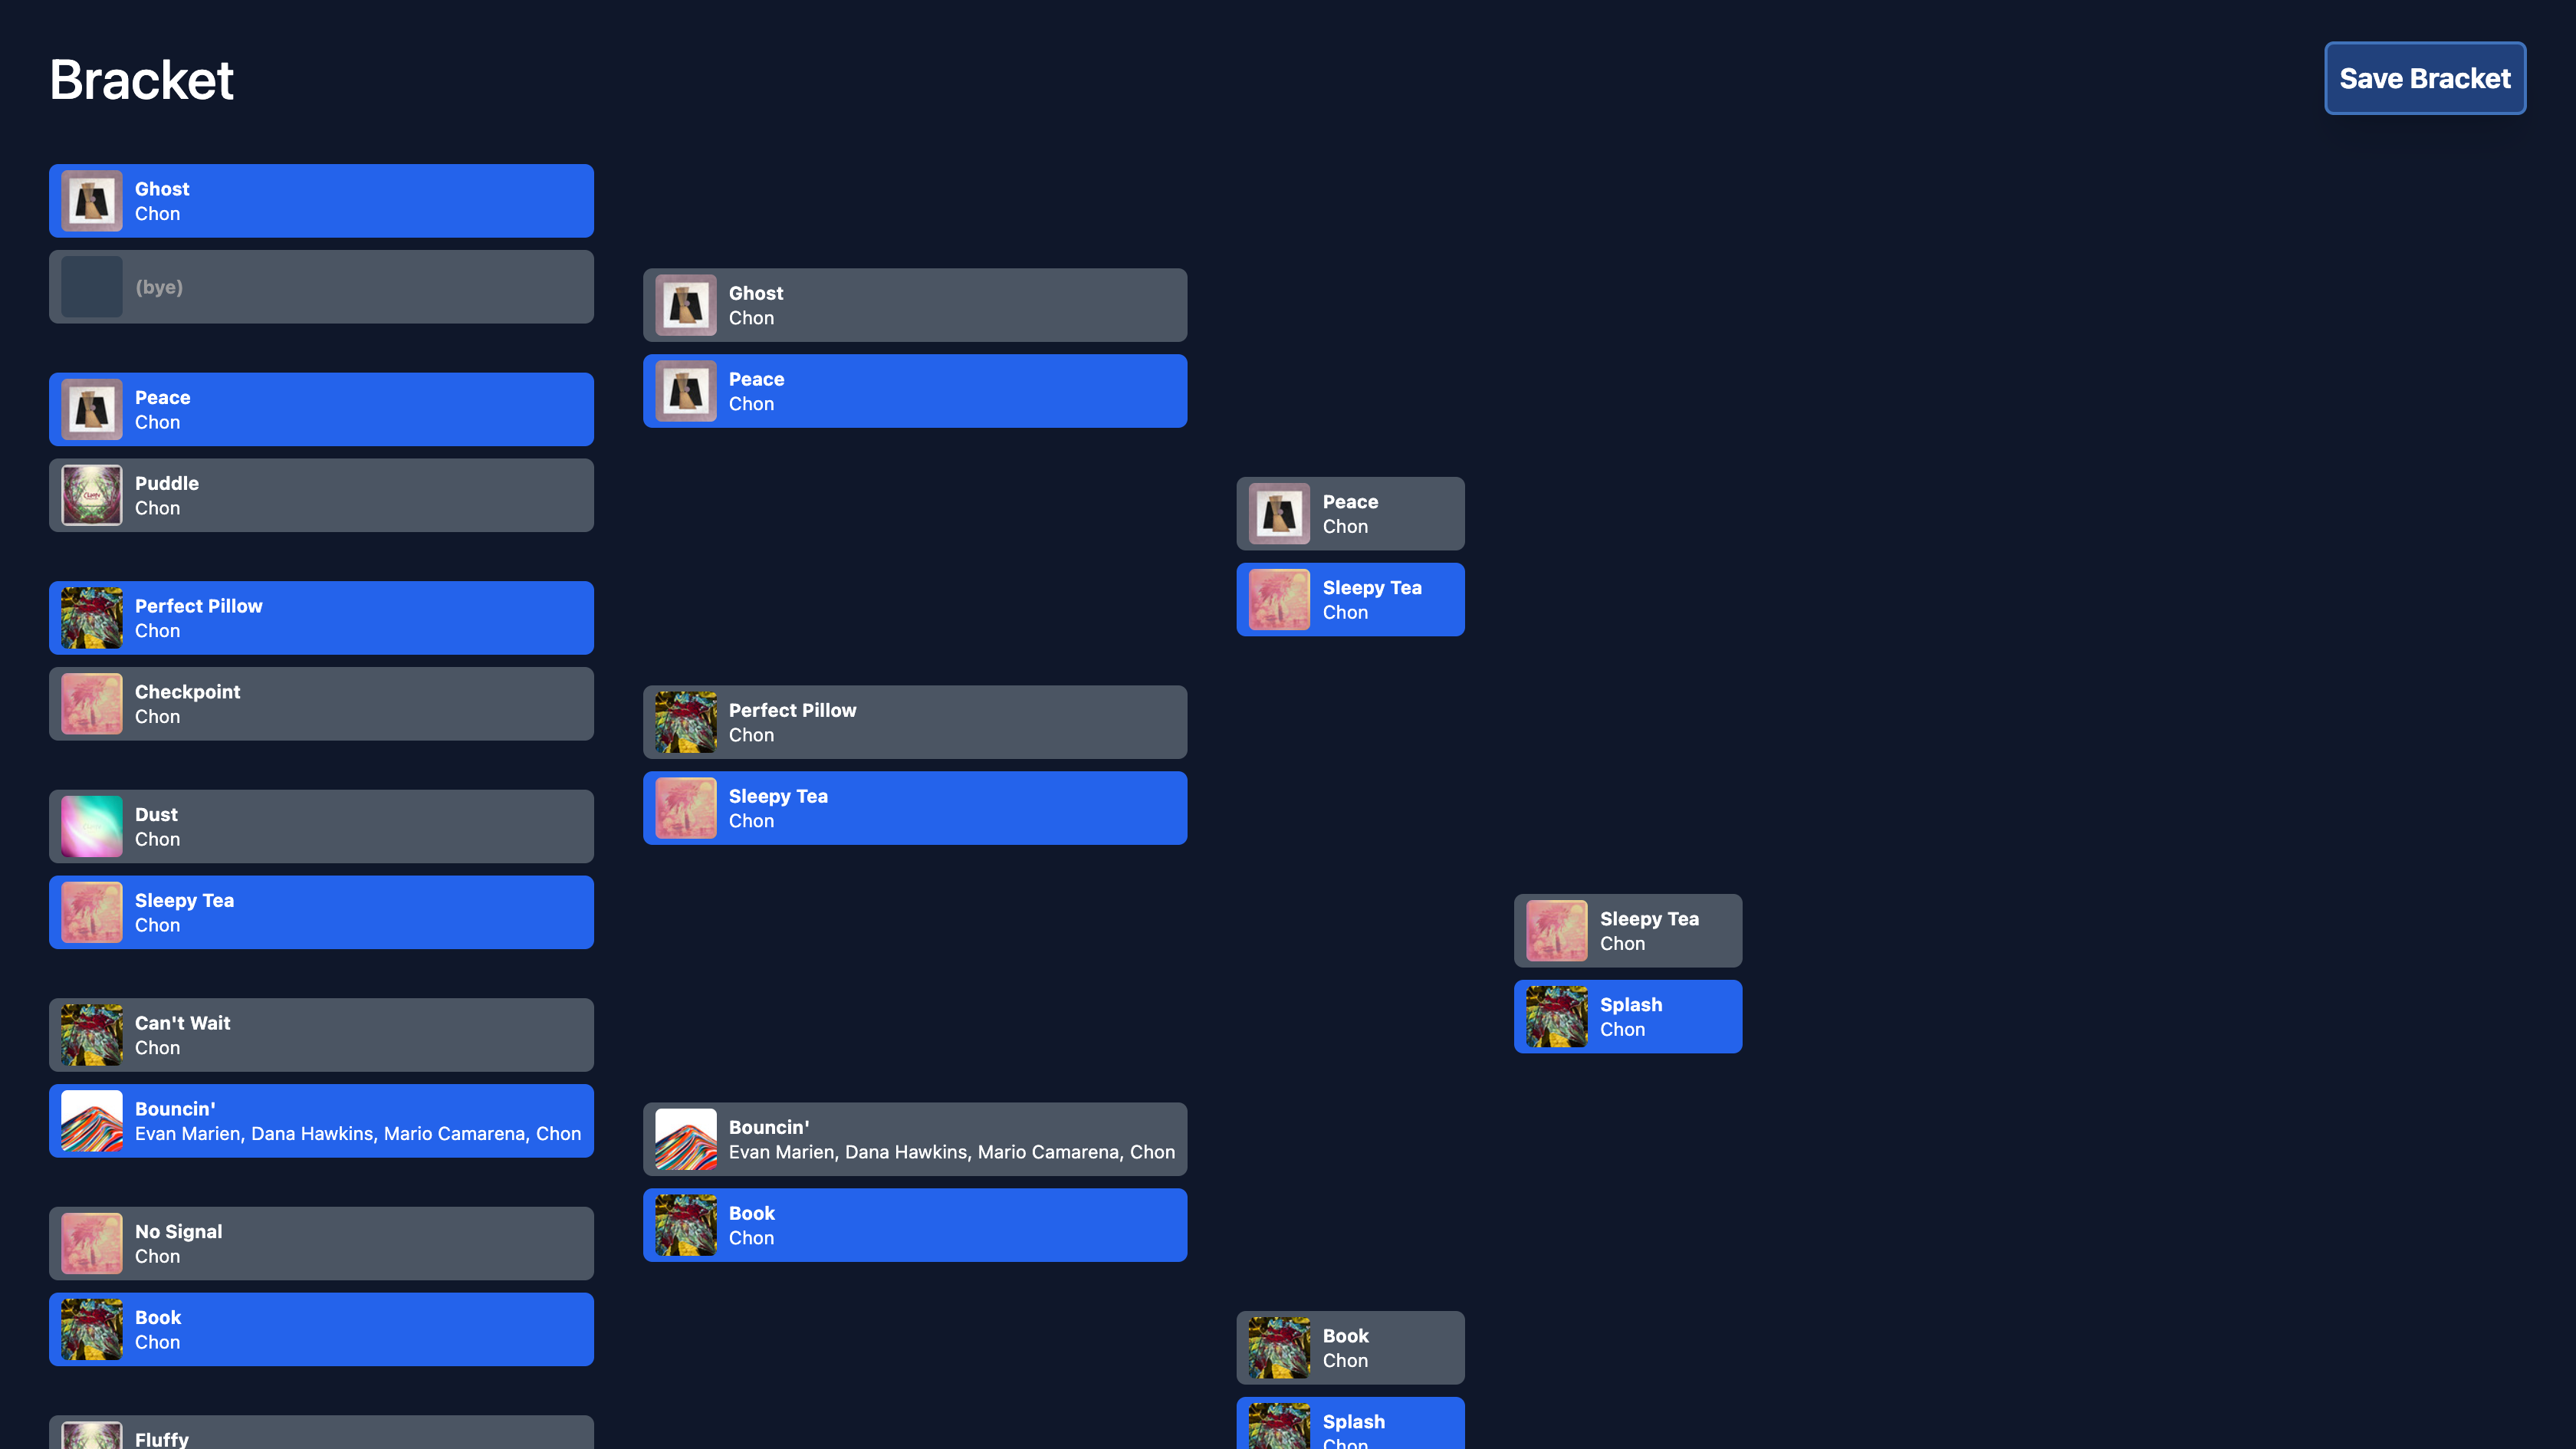 Bracket
Save Bracket
Ghost
Chon
(bye)
Peace
Chon
Puddle
Chon
Perfect Pillow
Chon
Checkpoint
Chon
Dust
Chon
Sleepy Tea
Chon
Can't Wait
Chon
Bouncin'
Evan Marien, Dana Hawkins, Mario Camarena, Chon
No Signal
Chon
Book
Chon
Fluffy
Ghost
Chon
Peace
Chon
Perfect Pillow
Chon
Sleepy Tea
Chon
Bouncin'
Evan Marien, Dana Hawkins, Mario Camarena, Chon
Book
Chon
Peace
Chon
Sleepy Tea
Chon
Book
Chon
Splash
Chon
Sleepy Tea
Chon
Splash
Chon